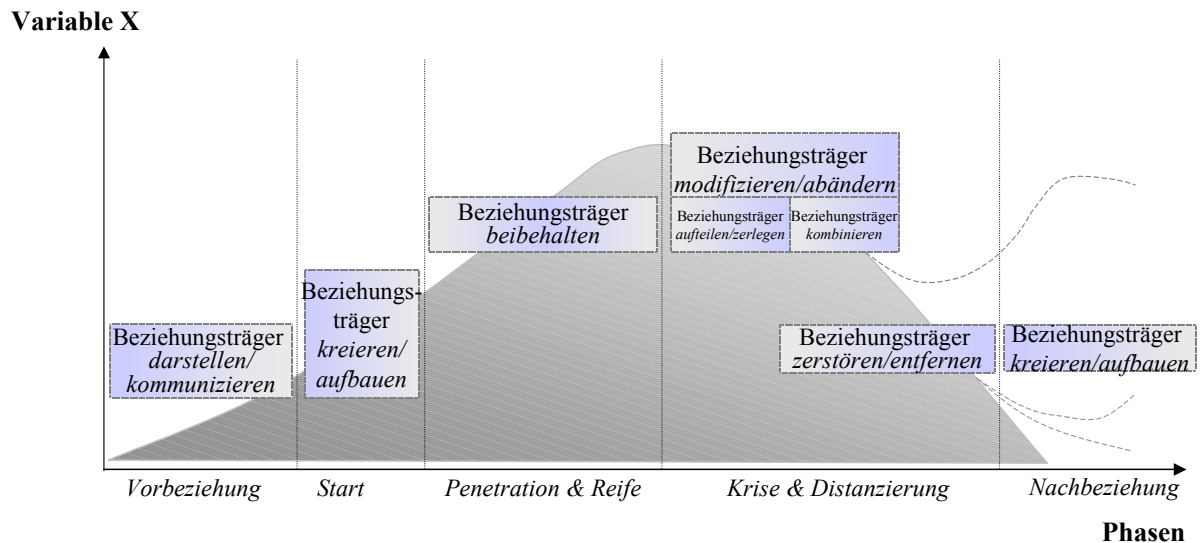 Variable X
Beziehungsträger
darstellen/
kommunizieren
Beziehungs-
träger
kreieren/
aufbauen
Beziehungsträger
beibehalten
Beziehungsträger
modifizieren/abändern
Beziehungsträger
aufteilen/zerlegen
Beziehungsträger
kombinieren
Beziehungsträger
zerstören/entfernen
Beziehungsträger
kreieren/aufbauen
Vorbeziehung
Start
Penetration & Reife
Krise & Distanzierung
Nachbeziehung
Phasen